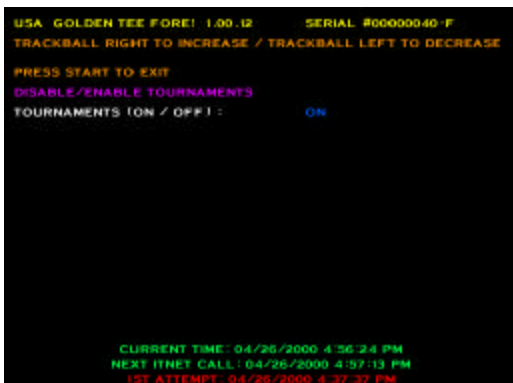 USA GOLDEN TEE FORE! 1.00.12 SERIAL #00000040-F
TRACKBALL RIGHT TO INCREASE / TRACKBALL LEFT TO DECREASE
PRESS START TO EXIT
DISABLE/ENABLE TOURNAMENTS
TOURNAMENTS (ON / OFF) : ON
CURRENT TIME: 04/26/2000 4:56:24 PM
NEXT ITNET CALL: 04/26/2000 4:57:13 PM
1ST ATTEMPT: 04/26/2000 4:37:37 PM